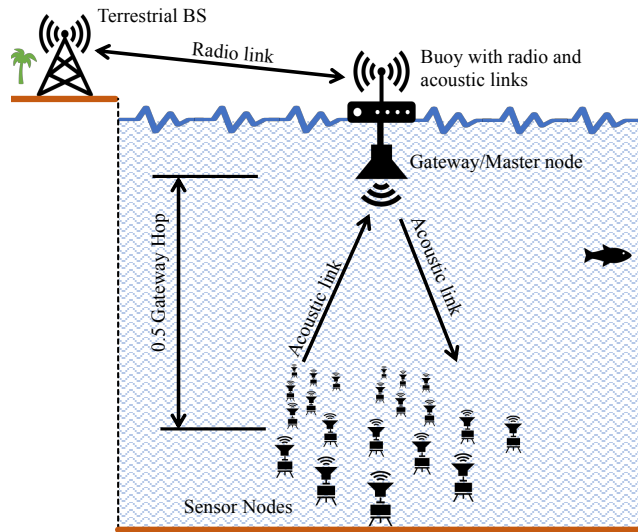 Terrestrial BS
Radio link
Buoy with radio and
acoustic links
Gateway/Master node
0.5 Gateway Hop
Acoustic link
Acoustic link
Sensor Nodes